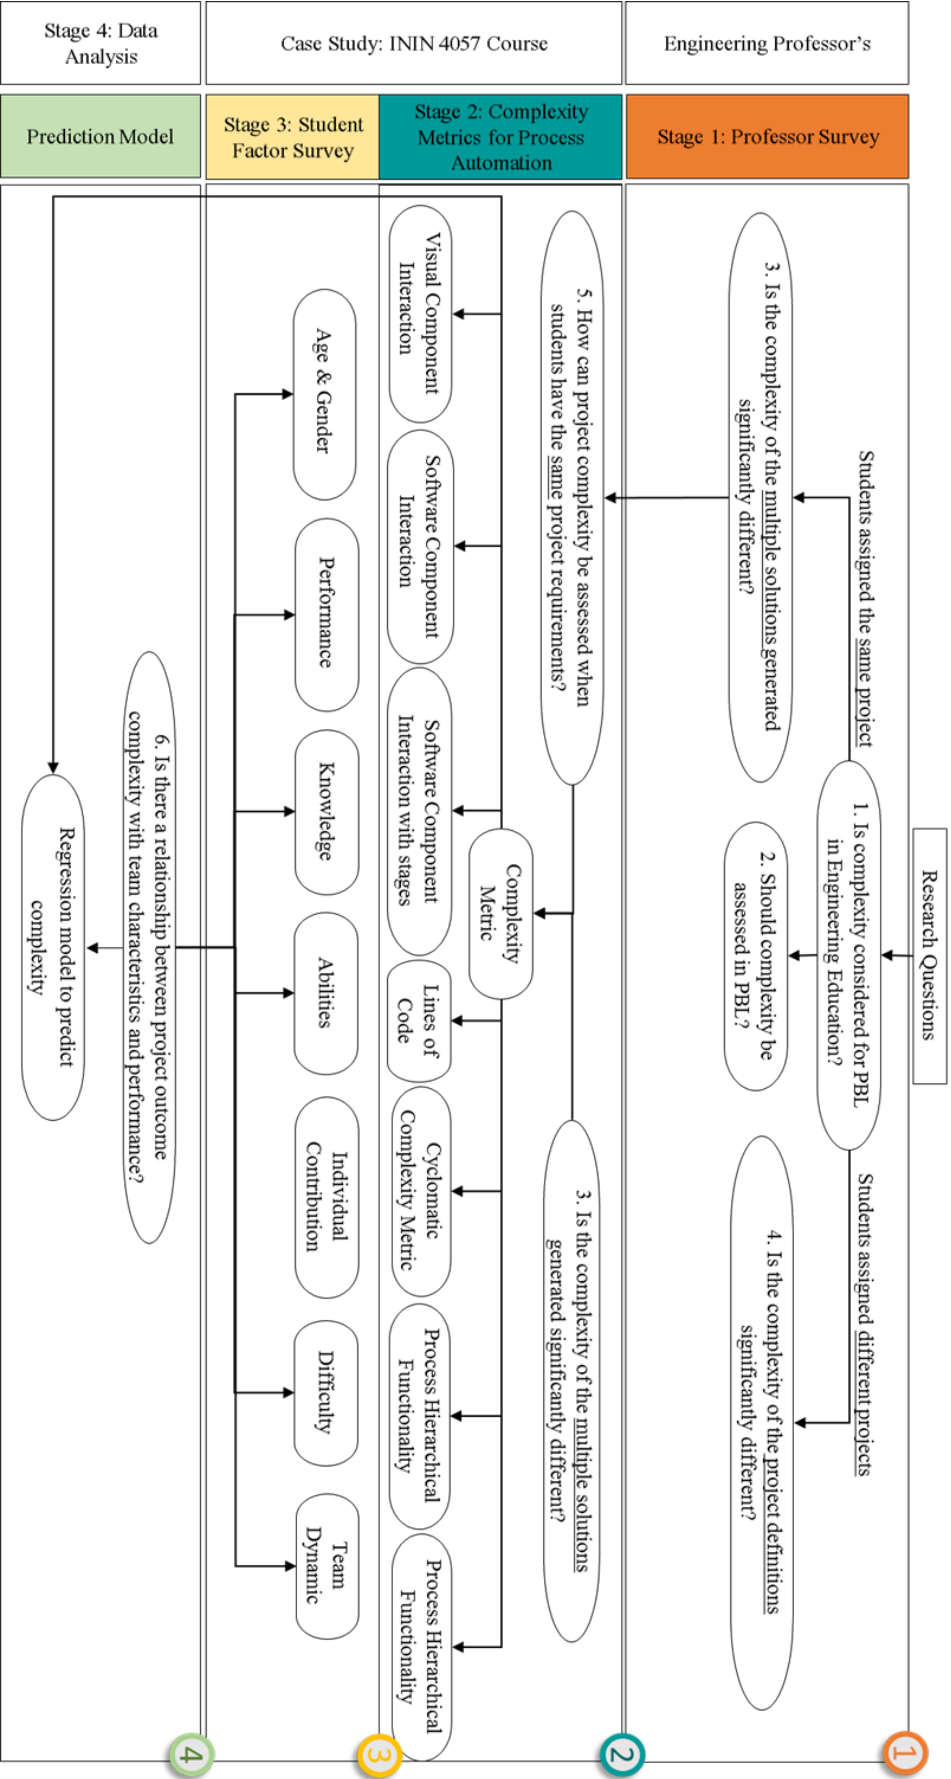 Stage 4: Data
Analysis
Case Study: ININ 4057 Course
Engineering Professor's
Prediction Model
Stage 3: Student
Factor Survey
Stage 2: Complexity
Metrics for Process
Automation
Stage 1: Professor Survey
Research Questions
1. Is complexity considered for PBL
in Engineering Education?
Students assigned the same project
Students assigned different projects
3. Is the complexity of the multiple solutions generated
significantly different?
2. Should complexity be
assessed in PBL?
4. Is the complexity of the project definitions
significantly different?
1
5. How can project complexity be assessed when
students have the same project requirements?
3. Is the complexity of the multiple solutions
generated significantly different?
Complexity
Metric
Visual Component
Interaction
Software Component
Interaction
Software Component
Interaction with stages
Lines of
Code
Cyclomatic
Complexity Metric
Process Hierarchical
Functionality
Process Hierarchical
Functionality
2
Age & Gender
Performance
Knowledge
Abilities
Individual
Contribution
Difficulty
Team
Dynamic
3
6. Is there a relationship between project outcome
complexity with team characteristics and performance?
Regression model to predict
complexity
4